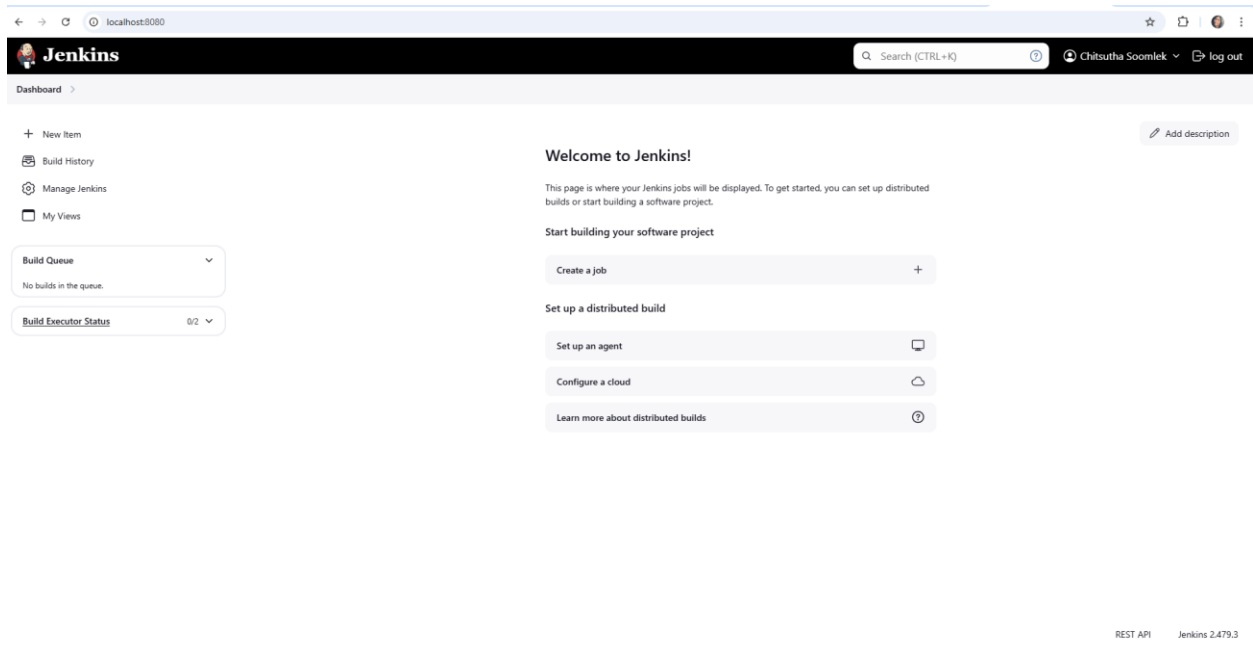 localhost:8080
Jenkins
Search (CTRL+K)
Chitsutha Soomlek
log out
Dashboard
New Item
Build History
Manage Jenkins
My Views
Build Queue
No builds in the queue.
Build Executor Status 0/2
Add description
Welcome to Jenkins!
This page is where your Jenkins jobs will be displayed. To get started, you can set up distributed
builds or start building a software project.
Start building your software project
Create a job
Set up a distributed build
Set up an agent
Configure a cloud
Learn more about distributed builds
REST API
Jenkins 2.479.3